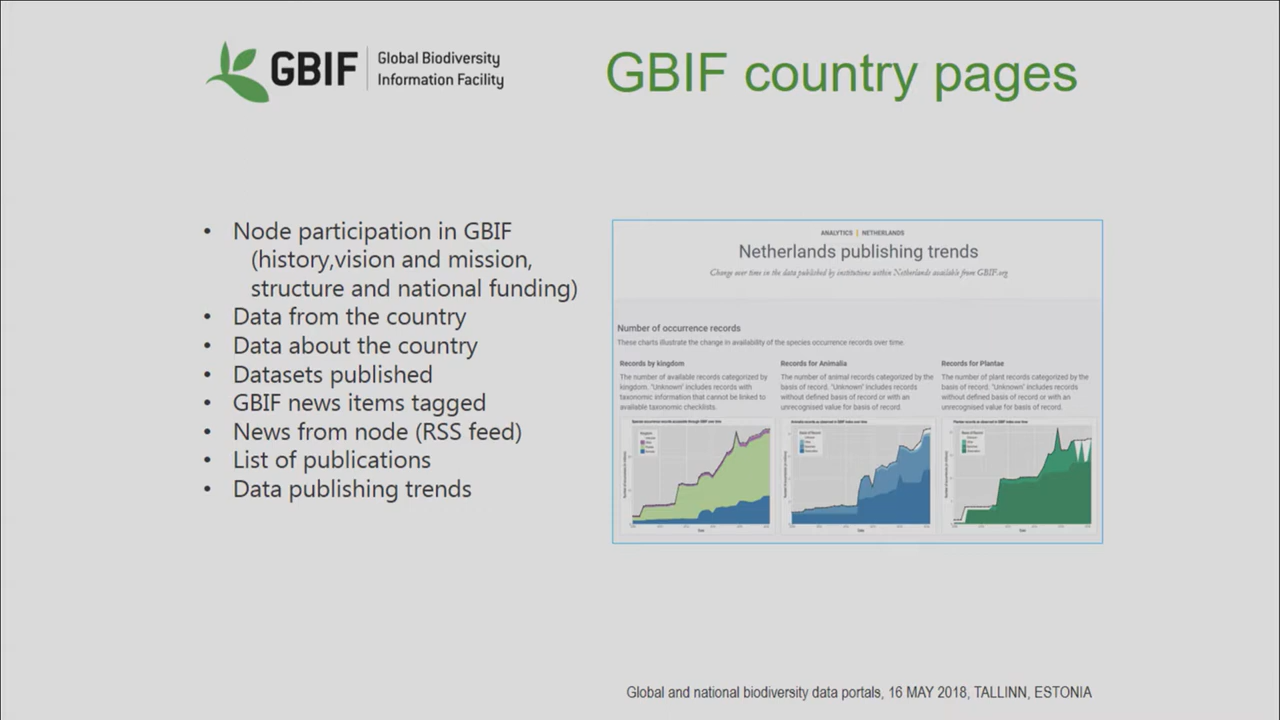 GBIF
Global Biodiversity
Information Facility
GBIF country pages
• Node participation in GBIF
(history,vision and mission,
structure and national funding)
• Data from the country
• Data about the country
• Datasets published
• GBIF news items tagged
• News from node (RSS feed)
• List of publications
• Data publishing trends
ANALYTICS | NETHERLANDS
Netherlands publishing trends
Change over time in the data published by institutions within Netherlands available from GBIF.org
Number of occurrence records
These charts illustrate the change in availability of the species occurrence records over time.
Records by kingdom
The number of available records categorized by
kingdom. "Unknown" includes records with
taxonomic information that cannot be linked to
available taxonomic checklists.
Records for Animalia
The number of animal records categorized by the
basis of record. "Unknown" includes records
without defined basis of record or with an
unrecognised value for basis of record.
Records for Plantae
The number of plant records categorized by the
basis of record. "Unknown" includes records
without defined basis of record or with an
unrecognised value for basis of record.
Species occurrence records accessible through GBIF over time
Global and national biodiversity data portals, 16 MAY 2018, TALLINN, ESTONIA